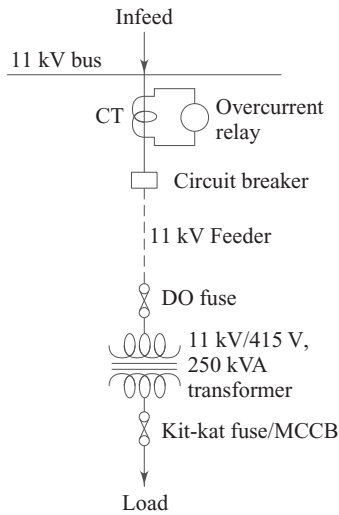 Infeed
11 kV bus
CT
Overcurrent
relay
Circuit breaker
11 kV Feeder
DO fuse
11 kV/415 V,
250 kVA
transformer
Kit-kat fuse/MCCB
Load